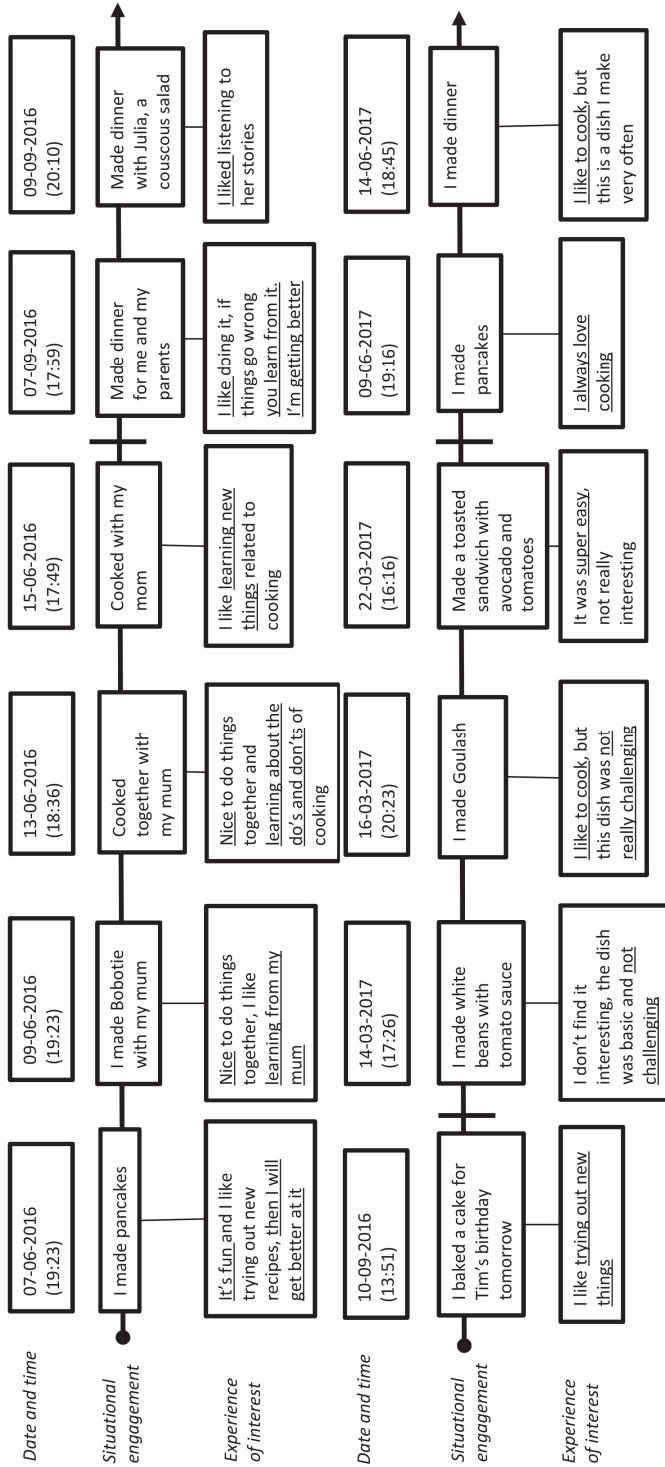 Date and time
07-06-2016
(19:23)
09-06-2016
(19:23)
13-06-2016
(18:36)
15-06-2016
(17:49)
07-09-2016
(17:59)
09-09-2016
(20:10)
Situational
engagement
I made pancakes
I made Bobotie
with my mum
Cooked
together with
my mum
Cooked with my
mom
Made dinner
for me and my
parents
Made dinner
with Julia, a
couscous salad
Experience
of interest
It's fun and I like
trying out new
recipes, then I will
get better at it
Nice to do things
together, I like
learning from my
mum
Nice to do things
together and
learning about the
do's and don'ts of
cooking
I like learning new
things related to
cooking
I like doing it, if
things go wrong
you learn from it.
I'm getting better
I liked listening to
her stories
Date and time
10-09-2016
(13:51)
14-03-2017
(17:26)
16-03-2017
(20:23)
22-03-2017
(16:16)
09-06-2017
(19:16)
14-06-2017
(18:45)
Situational
engagement
I baked a cake for
Tim's birthday
tomorrow
I made white
beans with
tomato sauce
I made Goulash
Made a toasted
sandwich with
avocado and
tomatoes
I made
pancakes
I made dinner
Experience
of interest
I like trying out new
things
I don't find it
interesting, the dish
was basic and not
challenging
I like to cook, but
this dish was not
really challenging
It was super easy,
not really
interesting
I always love
cooking
I like to cook, but
this is a dish I make
very often